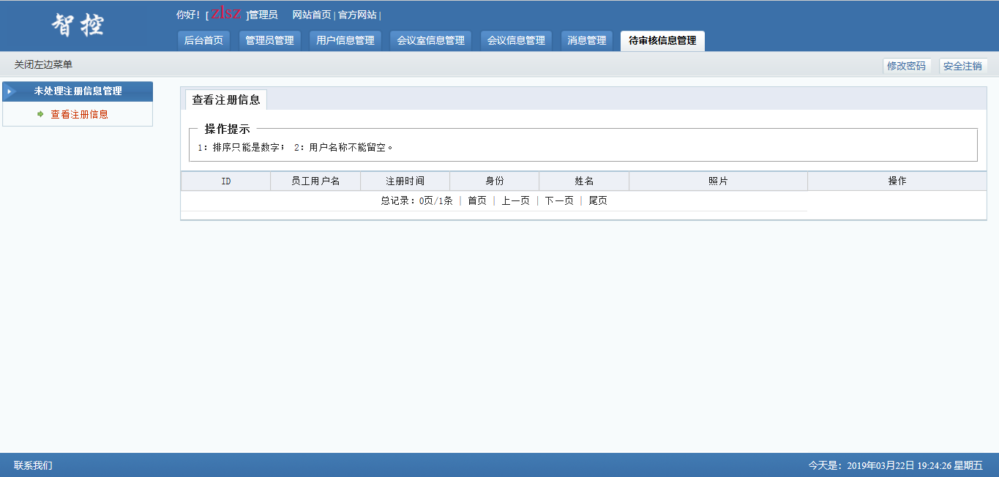 智控
你好！[ zlsz ]管理员 网站首页 | 官方网站 |
后台首页 管理员管理 用户信息管理 会议室信息管理 会议信息管理 消息管理 待审核信息管理
关闭左边菜单 修改密码 安全注销
未处理注册信息管理
查看注册信息
查看注册信息
操作提示
1：排序只能是数字； 2：用户名称不能留空。
ID 员工用户名 注册时间 身份 姓名 照片 操作
总记录：0页/1条 | 首页 | 上一页 | 下一页 | 尾页
联系我们 今天是：2019年03月22日 19:24:26 星期五